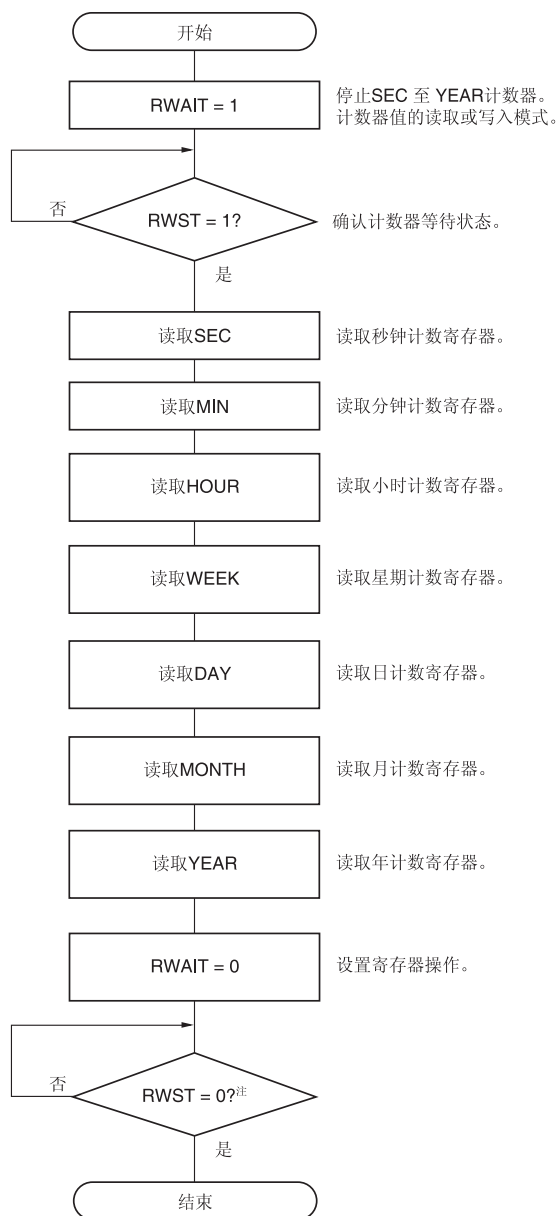 开始
RWAIT = 1
停止SEC 至 YEAR计数器。
计数器值的读取或写入模式。
否
RWST = 1?
确认计数器等待状态。
是
读取SEC
读取秒钟计数寄存器。
读取MIN
读取分钟计数寄存器。
读取HOUR
读取小时计数寄存器。
读取WEEK
读取星期计数寄存器。
读取DAY
读取日计数寄存器。
读取MONTH
读取月计数寄存器。
读取YEAR
读取年计数寄存器。
RWAIT = 0
设置寄存器操作。
否
RWST = 0?注
是
结束